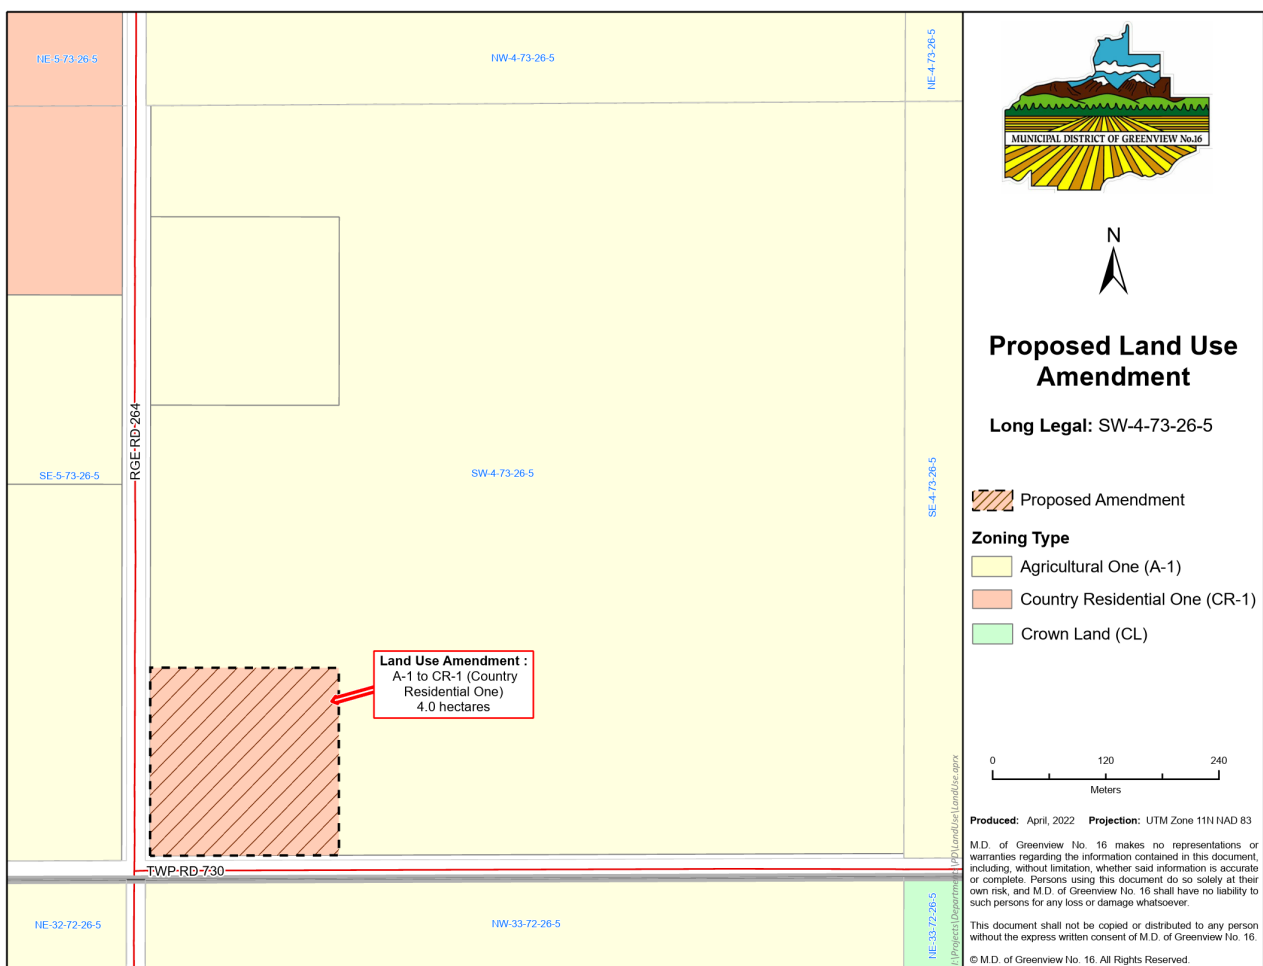 NE-5-73-26-5
NW-4-73-26-5
NE-4-73-26-5
RGE-RD-264
SE-5-73-26-5
SW-4-73-26-5
SE-4-73-26-5
Land Use Amendment :
A-1 to CR-1 (Country
Residential One)
4.0 hectares
TWP-RD-730
NE-32-72-26-5
NW-33-72-26-5
NE-33-72-26-5
I:\Projects\Department\PD\LandUse\LandUse.aprx
MUNICIPAL DISTRICT OF GREENVIEW No.16
N
Proposed Land Use
Amendment
Long Legal: SW-4-73-26-5
Proposed Amendment
Zoning Type
Agricultural One (A-1)
Country Residential One (CR-1)
Crown Land (CL)
0 120 240
Meters
Produced: April, 2022 Projection: UTM Zone 11N NAD 83
M.D. of Greenview No. 16 makes no representations or
warranties regarding the information contained in this document,
including, without limitation, whether said information is accurate
or complete. Persons using this document do so solely at their
own risk, and M.D. of Greenview No. 16 shall have no liability to
such persons for any loss or damage whatsoever.
This document shall not be copied or distributed to any person
without the express written consent of M.D. of Greenview No. 16.
© M.D. of Greenview No. 16. All Rights Reserved.